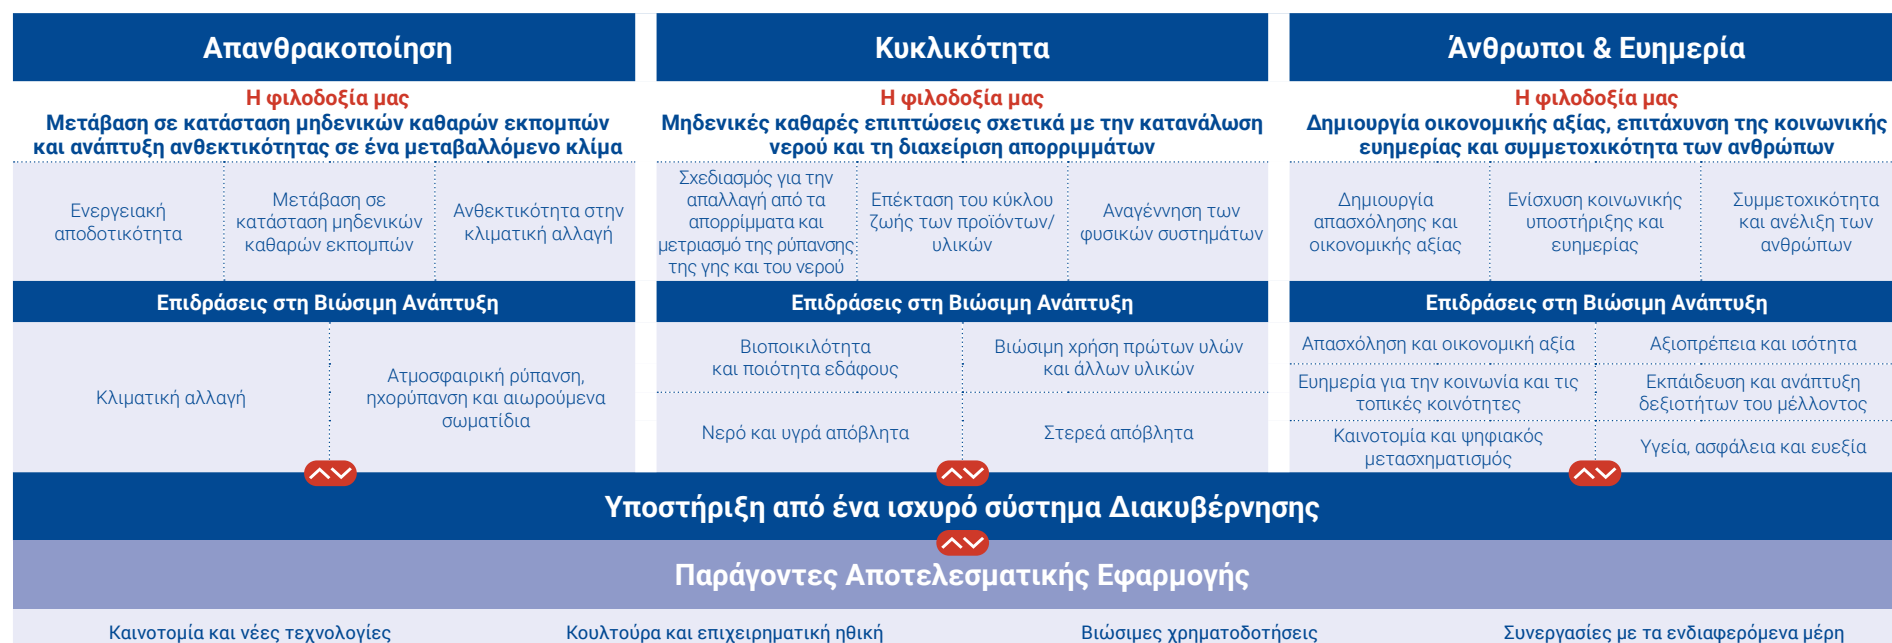 Απανθρακοποίηση
Η φιλοδοξία μας
Μετάβαση σε κατάσταση μηδενικών καθαρών εκπομπών
και ανάπτυξη ανθεκτικότητας σε ένα μεταβαλλόμενο κλίμα
Ενεργειακή
αποδοτικότητα
Μετάβαση σε
κατάσταση μηδενικών
καθαρών εκπομπών
Ανθεκτικότητα στην
κλιματική αλλαγή
Επιδράσεις στη Βιώσιμη Ανάπτυξη
Κλιματική αλλαγή
Ατμοσφαιρική ρύπανση,
ηχορύπανση και αιωρούμενα
σωματίδια
Κυκλικότητα
Η φιλοδοξία μας
Μηδενικές καθαρές επιπτώσεις σχετικά με την κατανάλωση
νερού και τη διαχείριση απορριμμάτων
Σχεδιασμός για την
απαλλαγή από τα
απορρίμματα και
μετριασμό της ρύπανσης
της γης και του νερού
Επέκταση του κύκλου
ζωής των προϊόντων/
υλικών
Αναγέννηση των
φυσικών συστημάτων
Επιδράσεις στη Βιώσιμη Ανάπτυξη
Βιοποικιλότητα
και ποιότητα εδάφους
Βιώσιμη χρήση πρώτων υλών
και άλλων υλικών
Νερό και υγρά απόβλητα
Στερεά απόβλητα
Άνθρωποι & Ευημερία
Η φιλοδοξία μας
Δημιουργία οικονομικής αξίας, επιτάχυνση της κοινωνικής
ευημερίας και συμμετοχικότητα των ανθρώπων
Δημιουργία
απασχόλησης και
οικονομικής αξίας
Ενίσχυση κοινωνικής
υποστήριξης και
ευημερίας
Συμμετοχικότητα
και ανέλιξη των
ανθρώπων
Επιδράσεις στη Βιώσιμη Ανάπτυξη
Απασχόληση και οικονομική αξία
Αξιοπρέπεια και ισότητα
Ευημερία για την κοινωνία και τις
τοπικές κοινότητες
Εκπαίδευση και ανάπτυξη
δεξιοτήτων του μέλλοντος
Καινοτομία και ψηφιακός
μετασχηματισμός
Υγεία, ασφάλεια και ευεξία
Υποστήριξη από ένα ισχυρό σύστημα Διακυβέρνησης
Παράγοντες Αποτελεσματικής Εφαρμογής
Καινοτομία και νέες τεχνολογίες
Κουλτούρα και επιχειρηματική ηθική
Βιώσιμες χρηματοδοτήσεις
Συνεργασίες με τα ενδιαφερόμενα μέρη